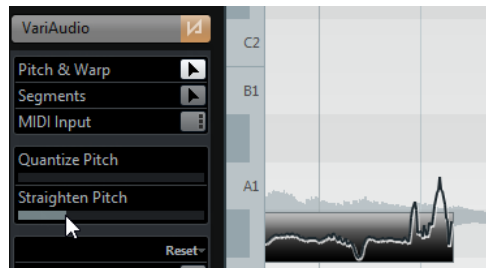 VariAudio
Pitch & Warp
Segments
MIDI Input
Quantize Pitch
Straighten Pitch
Reset
C2
B1
A1